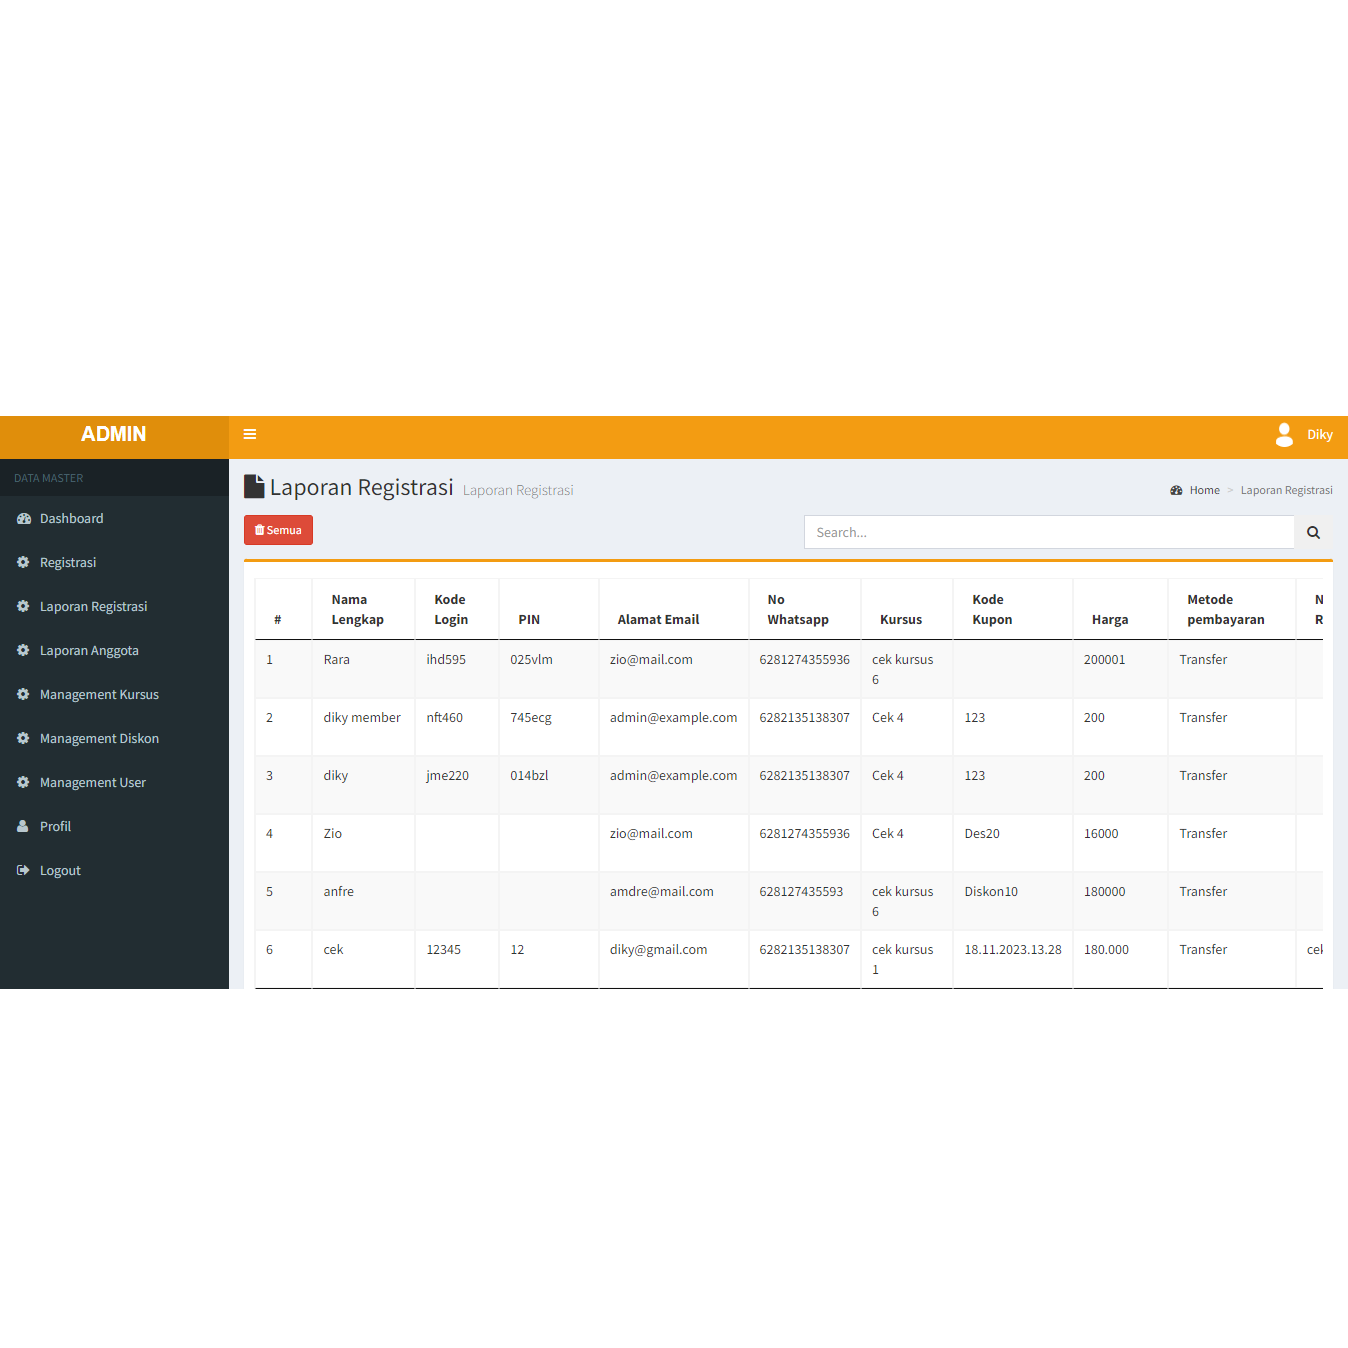 ADMIN
Diky
DATA MASTER
Dashboard
Registrasi
Laporan Registrasi
Laporan Anggota
Management Kursus
Management Diskon
Management User
Profil
Logout
Laporan Registrasi Laporan Registrasi
Home > Laporan Registrasi
Semua
Search...
# Nama Lengkap Kode Login PIN Alamat Email No Whatsapp Kursus Kode Kupon Harga Metode pembayaran N R
1 Rara ihd595 025vlm zio@mail.com 6281274355936 cek kursus 6 200001 Transfer
2 diky member nft460 745ecg admin@example.com 6282135138307 Cek 4 123 200 Transfer
3 diky jme220 014bzl admin@example.com 6282135138307 Cek 4 123 200 Transfer
4 Zio zio@mail.com 6281274355936 Cek 4 Des20 16000 Transfer
5 anfre amdre@mail.com 628127435593 cek kursus 6 Diskon10 180000 Transfer
6 cek 12345 12 diky@gmail.com 6282135138307 cek kursus 1 18.11.2023.13.28 180.000 Transfer cek